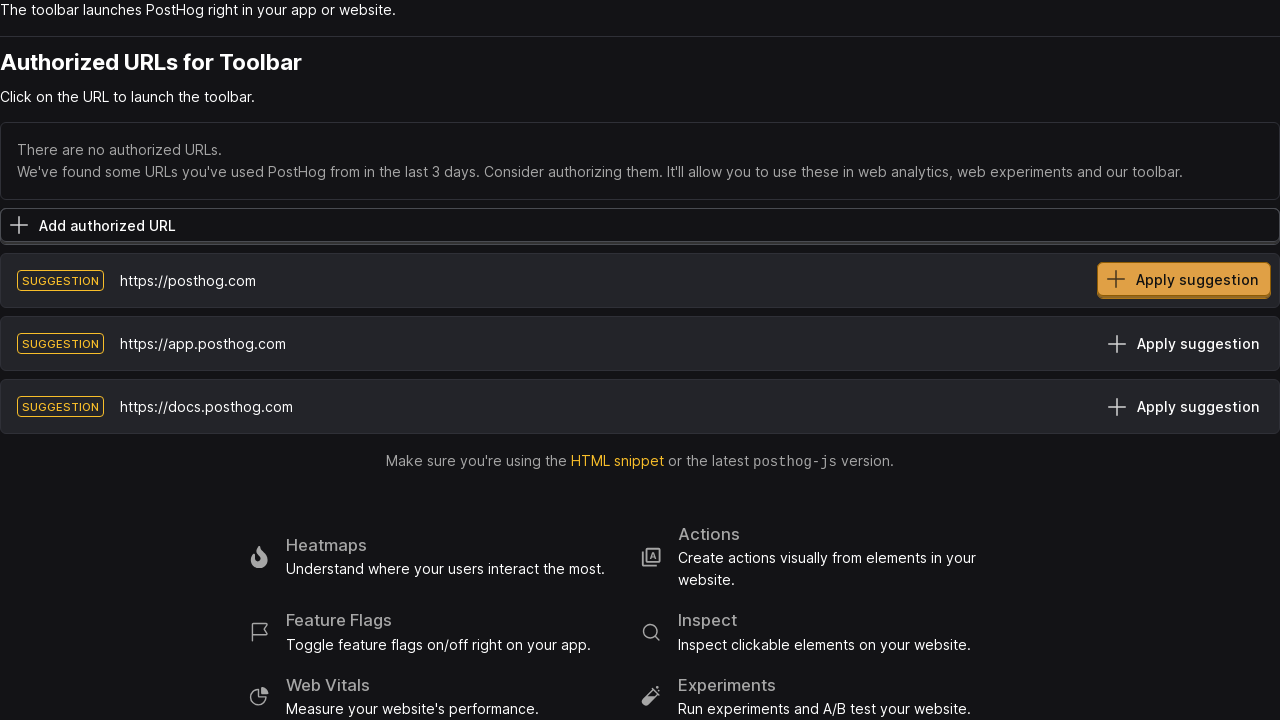 The toolbar launches PostHog right in your app or website.
Authorized URLs for Toolbar
Click on the URL to launch the toolbar.
There are no authorized URLs.
We've found some URLs you've used PostHog from in the last 3 days. Consider authorizing them. It'll allow you to use these in web analytics, web experiments and our toolbar.
Add authorized URL
SUGGESTION https://posthog.com Apply suggestion
SUGGESTION https://app.posthog.com Apply suggestion
SUGGESTION https://docs.posthog.com Apply suggestion
Make sure you're using the HTML snippet or the latest posthog-js version.
Heatmaps
Understand where your users interact the most.
Actions
Create actions visually from elements in your
website.
Feature Flags
Toggle feature flags on/off right on your app.
Inspect
Inspect clickable elements on your website.
Web Vitals
Measure your website's performance.
Experiments
Run experiments and A/B test your website.